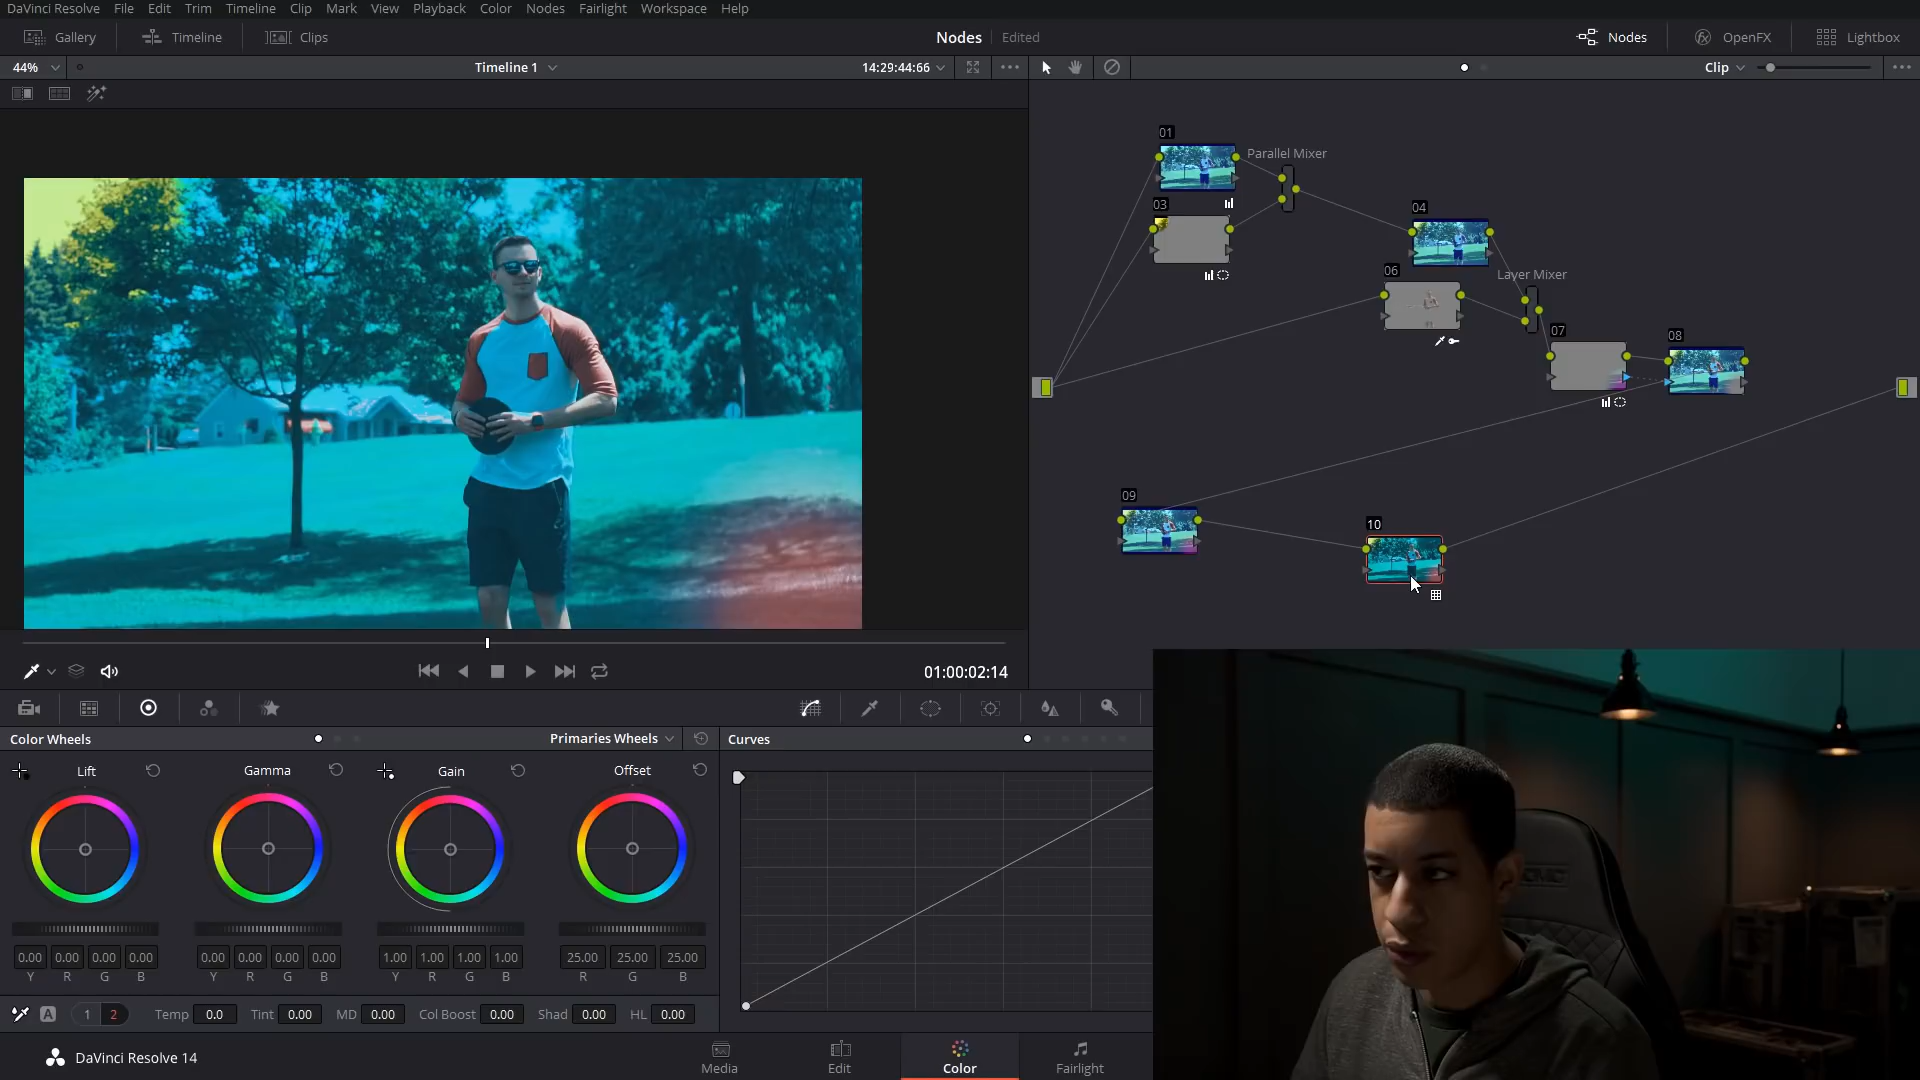 DaVinci Resolve File Edit Trim Timeline Clip Mark View Playback Color Nodes Fairlight Workspace Help
Gallery Timeline Clips Nodes Edited Nodes OpenFX Lightbox
44% Timeline 1 14:29:44:66 Clip
01
Parallel Mixer
03
04
06
Layer Mixer
07
08
09
10
01:00:02:14
Color Wheels Primaries Wheels Curves
Lift Gamma Gain Offset
0.00 0.00 0.00 0.00 0.00 0.00 0.00 0.00 1.00 1.00 1.00 1.00 25.00 25.00 25.00
Y R G B Y R G B Y R G B R G B
A 1 2 Temp 0.0 Tint 0.00 MD 0.00 Col Boost 0.00 Shad 0.00 HL 0.00
DaVinci Resolve 14 Media Edit Color Fairlight